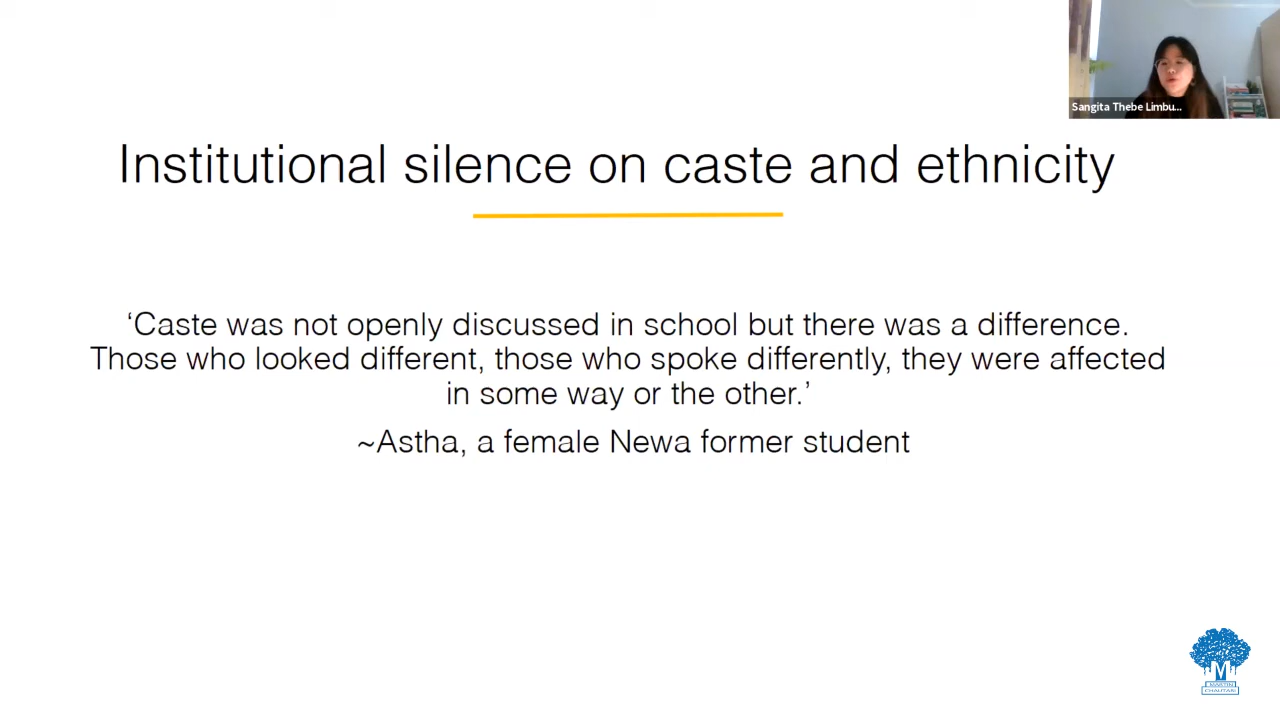 Sangita Thebe Limbu...
Institutional silence on caste and ethnicity
‘Caste was not openly discussed in school but there was a difference.
Those who looked different, those who spoke differently, they were affected
in some way or the other.’
~Astha, a female Newa former student
M
MARTIN
CHAUTARI